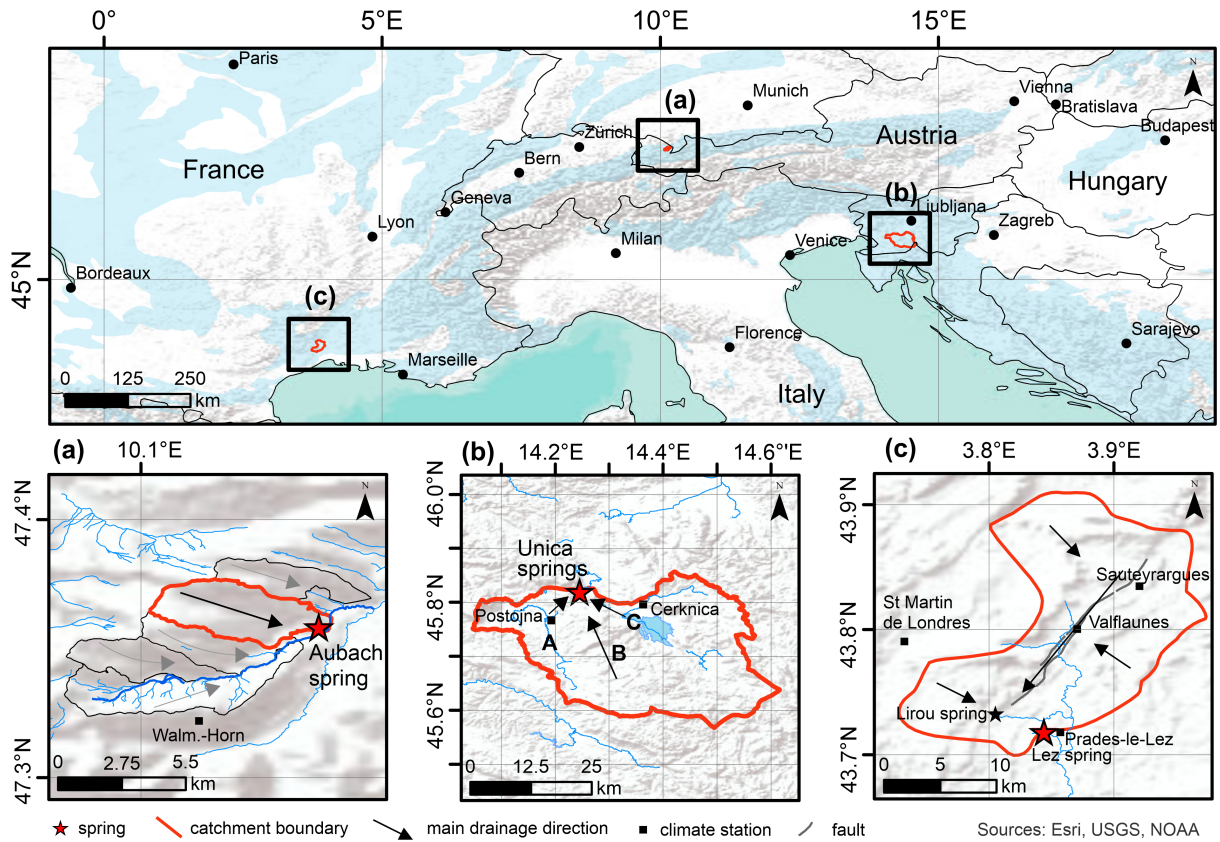 0° 5°E 10°E 15°E
N
Paris
Vienna
Munich
(a)
Bratislava
Budapest
Zürich
Austria
France
Bern
Hungary
(b)
Geneva
Ljubljana
Zagreb
Lyon
Milan
Venice
45°N
Bordeaux
(c)
Florence
Sarajevo
Marseille
0 125 250
km
Italy
(a)
10.1°E
N
47.4°N
Aubach
spring
Walm.-Horn
0 2.75 5.5
km
47.3°N
(b)
14.2°E 14.4°E 14.6°E
46.0°N
N
Unica
springs
45.8°N
Postojna
Cerknica
A
C
B
45.6°N
0 12.5 25
km
(c)
3.8°E 3.9°E
43.9°N
N
Sauteyrargues
St Martin
de Londres
Valflaunes
43.8°N
Lirou spring
Prades-le-Lez
Lez spring
43.7°N
0 5 10
km
spring catchment boundary main drainage direction climate station fault Sources: Esri, USGS, NOAA